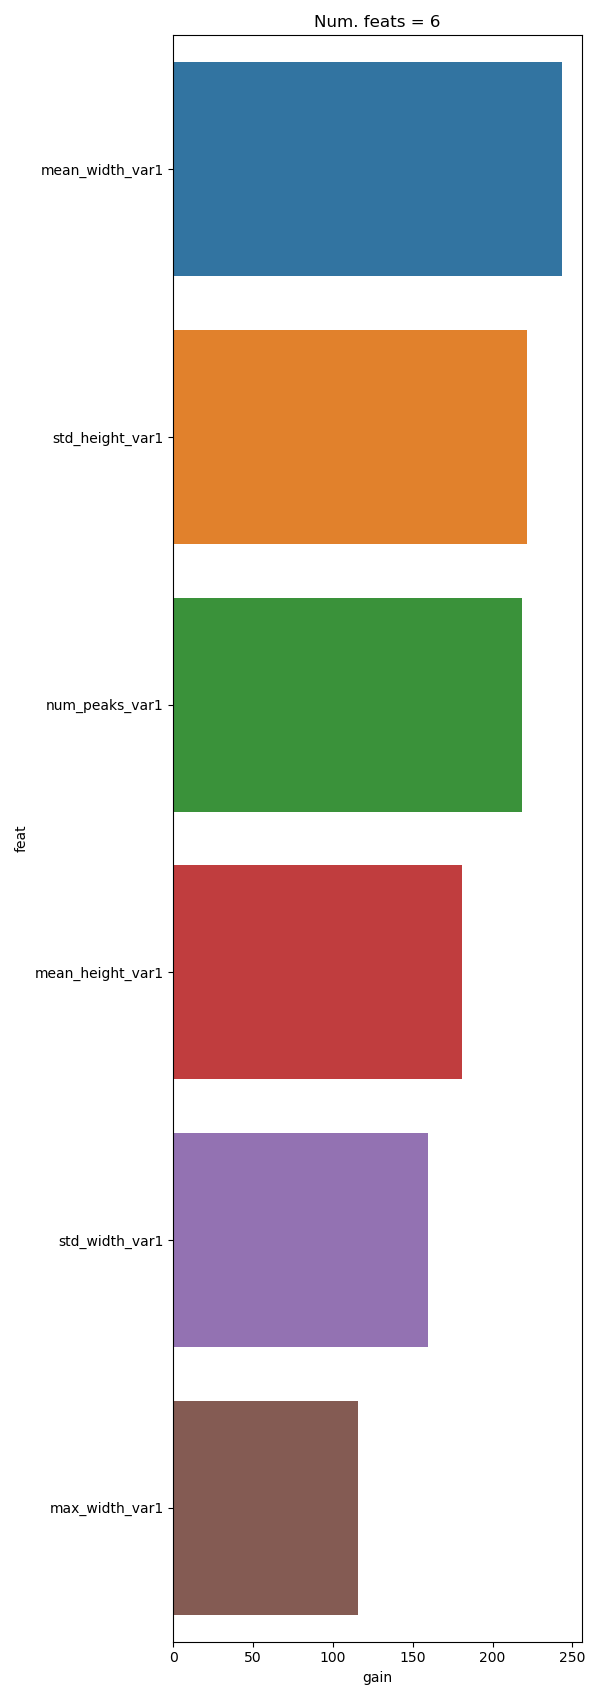 Num. feats = 6
mean_width_var1
std_height_var1
num_peaks_var1
feat
mean_height_var1
std_width_var1
max_width_var1
0 50 100 150 200 250
gain